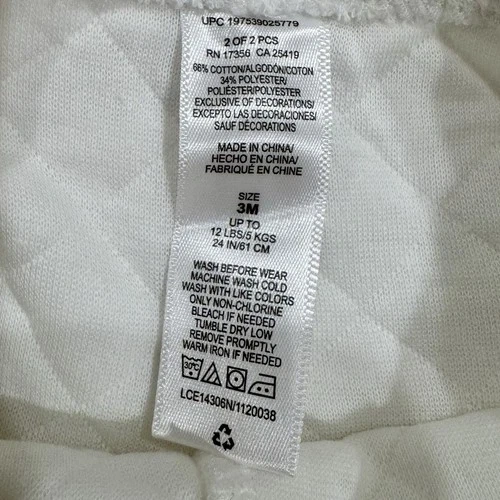 UPC 197539025779
2 OF 2 PCS
RN 17356 CA 25419
66% COTTON/ALGODÓN/COTON
34% POLYESTER/
POLIÉSTER/POLYESTER
EXCLUSIVE OF DECORATIONS/
EXCEPTO LAS DECORACIONES/
SAUF DÉCORATIONS
MADE IN CHINA/
HECHO EN CHINA/
FABRIQUÉ EN CHINE
SIZE
3M
UP TO
12 LBS/5 KGS
24 IN/61 CM
WASH BEFORE WEAR
MACHINE WASH COLD
WASH WITH LIKE COLORS
ONLY NON-CHLORINE
BLEACH IF NEEDED
TUMBLE DRY LOW
REMOVE PROMPTLY
WARM IRON IF NEEDED
30°C
LCE14306N/1120038